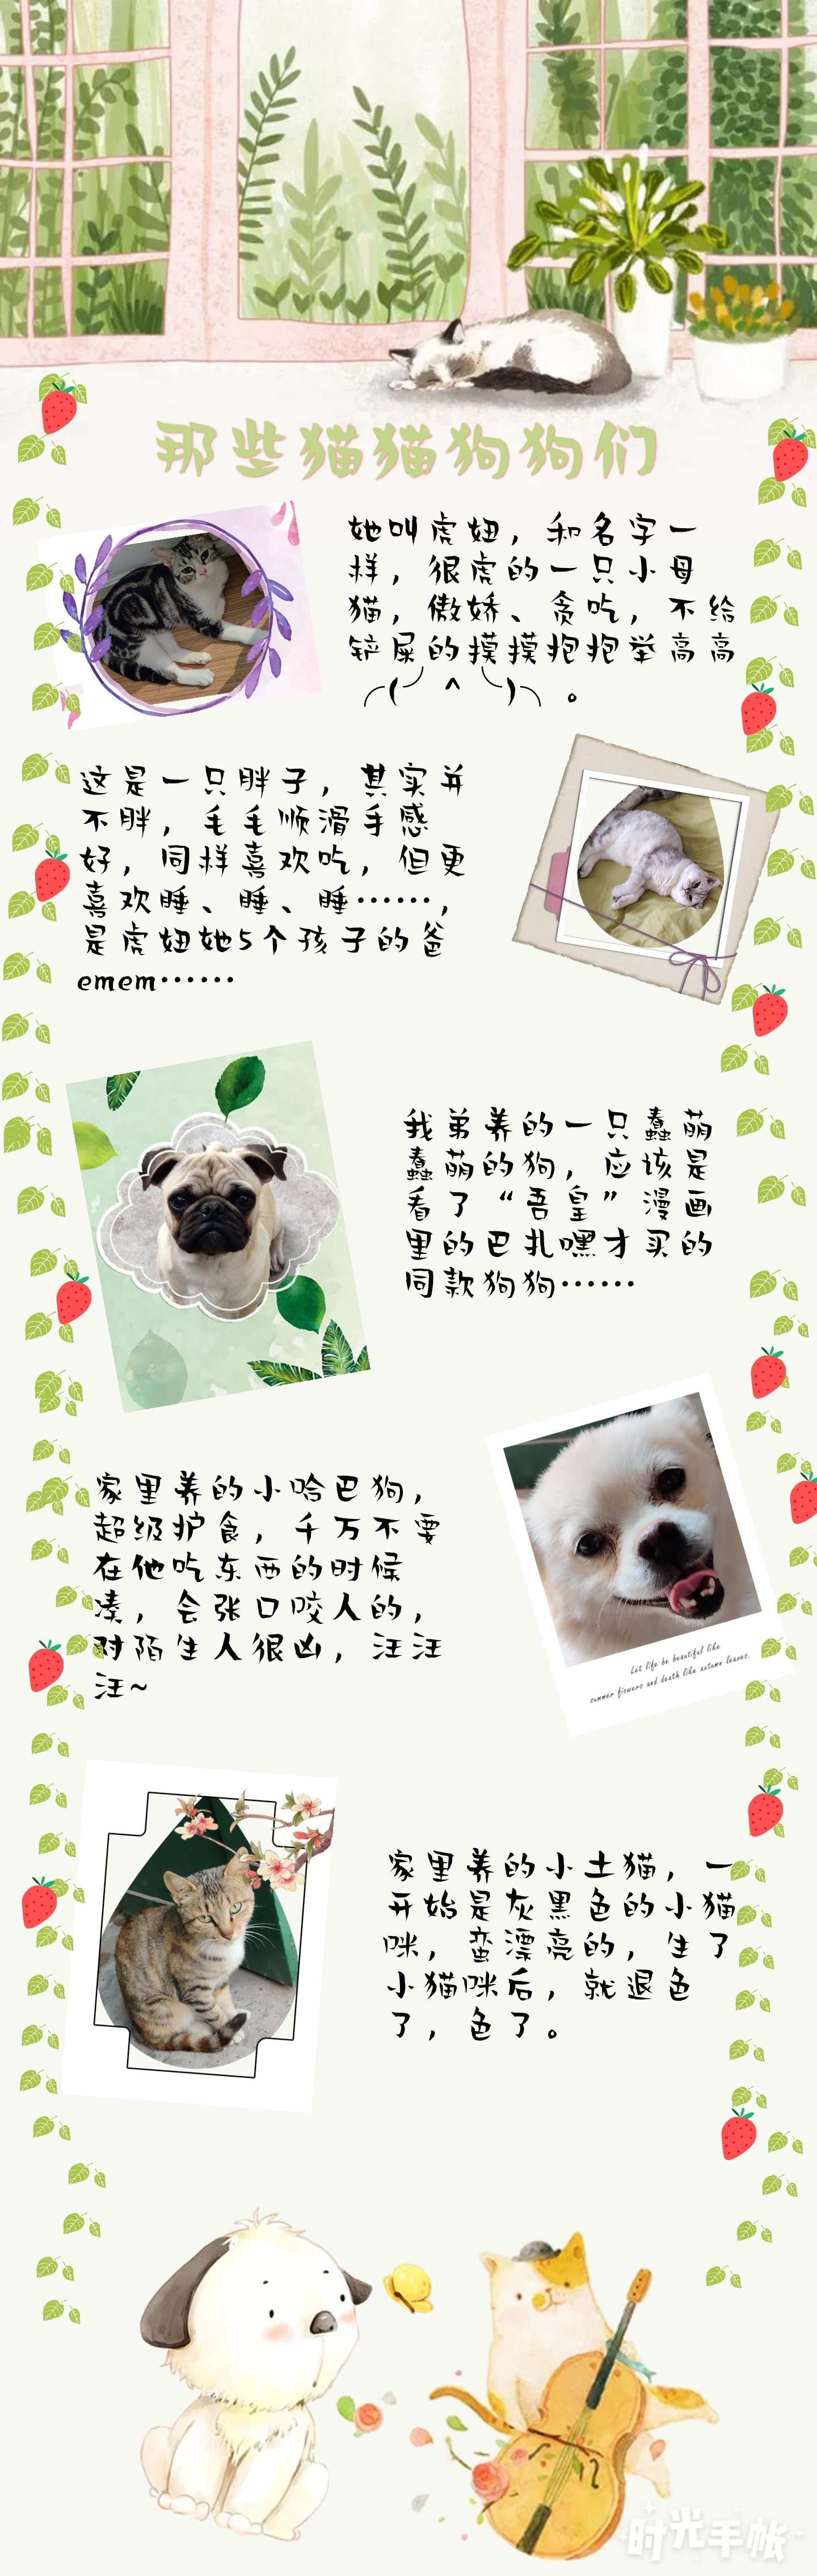 那些猫猫狗狗们
她叫虎妞，和名字一
样，很虎的一只小母
猫，傲娇、贪吃，不给
铲屎的摸摸抱抱举高高
╭(╯^╰)╮。
这是一只胖子，其实并
不胖，毛毛顺滑手感
好，同样喜欢吃，但更
喜欢睡、睡、睡……，
是虎妞她5个孩子的爸
emem……
我弟养的一只蠢萌
蠢萌的狗，应该是
看了“吾皇”漫画
里的巴扎嘿才买的
同款狗狗……
家里养的小哈巴狗，
超级护食，千万不要
在他吃东西的时候
凑，会张口咬人的，
对陌生人很凶，汪汪
汪~
Let life be beautiful like
summer flowers and death like autumn leaves.
家里养的小土猫，一
开始是灰黑色的小猫
咪，蛮漂亮的，生了
小猫咪后，就退色
了，色了。
时光手帐